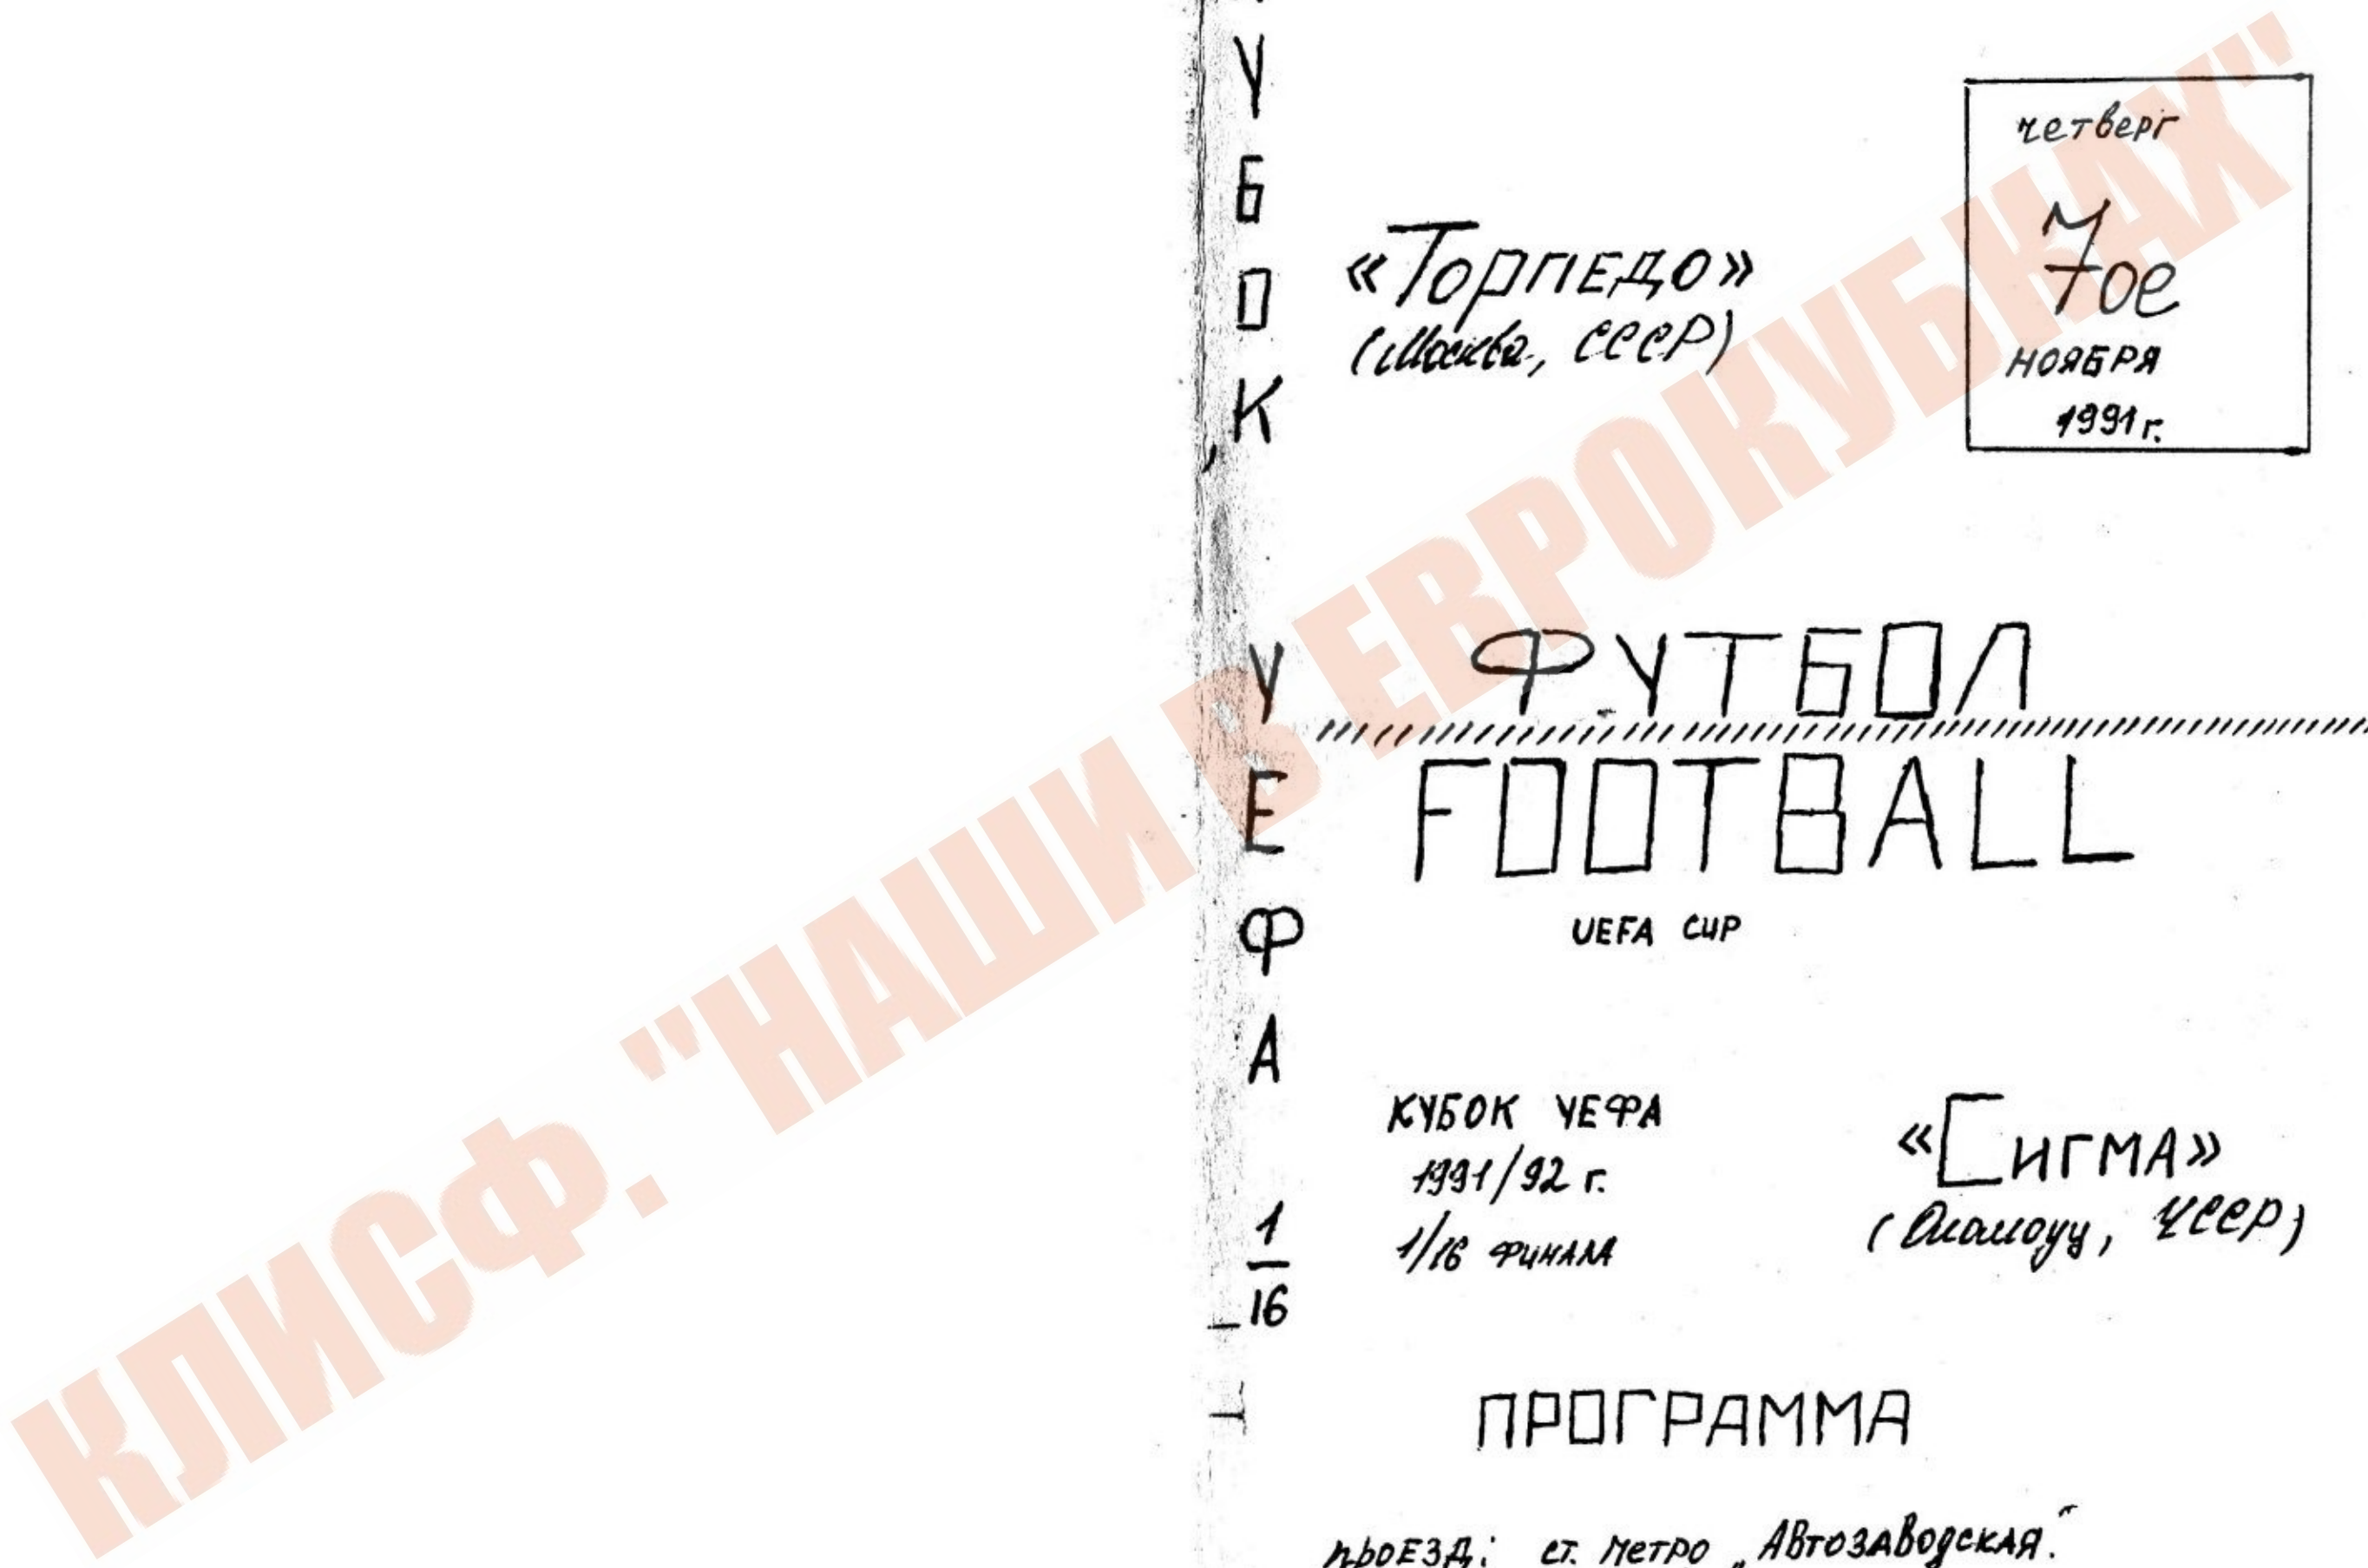 УБОК УЕФА 1/16
четверг
7ое
НОЯБРЯ
1991 г.
«ТОРПЕДО»
(Москва, СССР)
ФУТБОЛ
FOOTBALL
UEFA CUP
КУБОК УЕФА
1991/92 г.
1/16 ФИНАЛА
«СИГМА»
(Оломоуц, ЧССР)
ПРОГРАММА
ПРОЕЗД: ст. метро „АВТОЗАВОДСКАЯ".
КЛИСФ. "НАШИ В ЕВРОКУБКАХ"